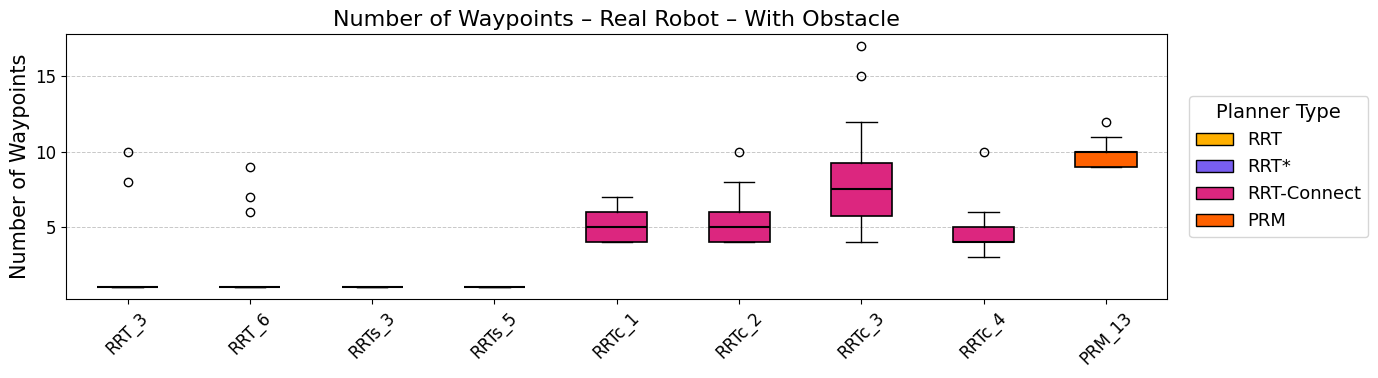 Number of Waypoints – Real Robot – With Obstacle
Number of Waypoints
15
10
5
RRT_3
RRT_6
RRTs_3
RRTs_5
RRTc_1
RRTc_2
RRTc_3
RRTc_4
PRM_13
Planner Type
RRT
RRT*
RRT-Connect
PRM